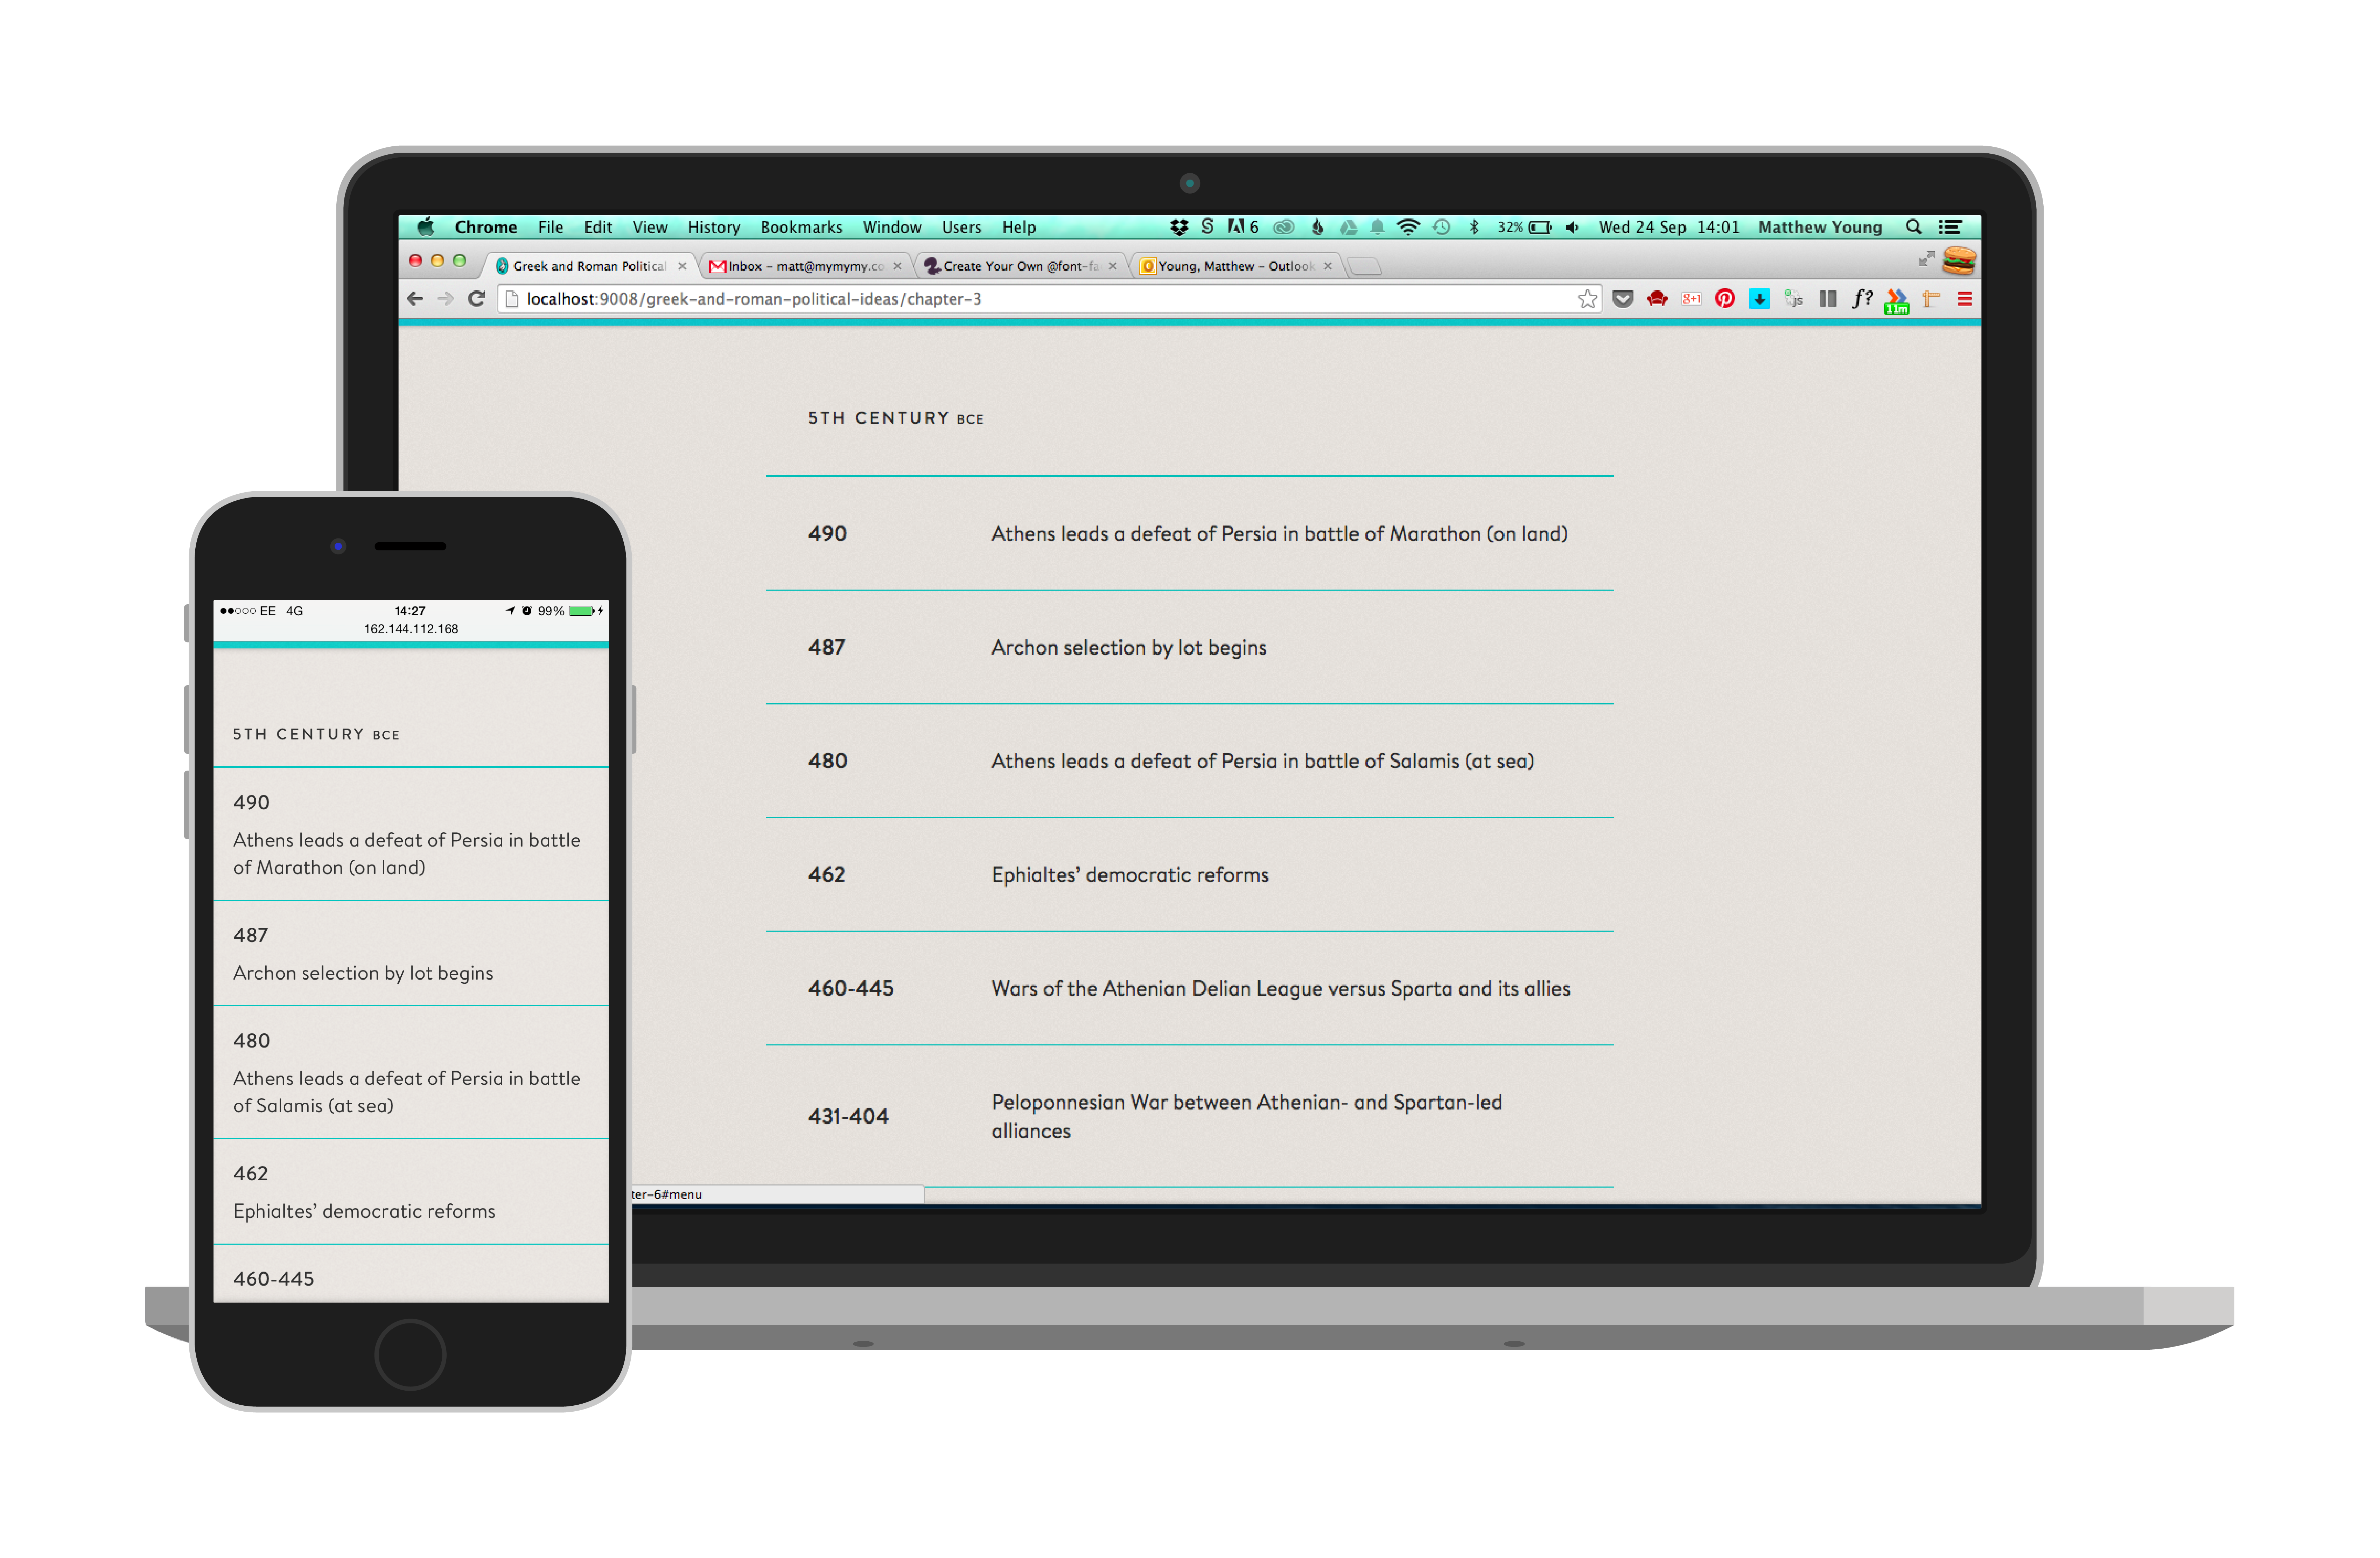 Chrome File Edit View History Bookmarks Window Users Help 6 32% Wed 24 Sep 14:01 Matthew Young
Greek and Roman Political
Inbox – matt@mymymy.co
Create Your Own @font-fa
Young, Matthew – Outlook
localhost:9008/greek-and-roman-political-ideas/chapter-3
g+1
js
f?
11m
5TH CENTURY BCE
490 Athens leads a defeat of Persia in battle of Marathon (on land)
487 Archon selection by lot begins
480 Athens leads a defeat of Persia in battle of Salamis (at sea)
462 Ephialtes’ democratic reforms
460-445 Wars of the Athenian Delian League versus Sparta and its allies
431-404 Peloponnesian War between Athenian- and Spartan-led
alliances
ter-6#menu
EE 4G 14:27 99%
162.144.112.168
5TH CENTURY BCE
490
Athens leads a defeat of Persia in battle
of Marathon (on land)
487
Archon selection by lot begins
480
Athens leads a defeat of Persia in battle
of Salamis (at sea)
462
Ephialtes’ democratic reforms
460-445